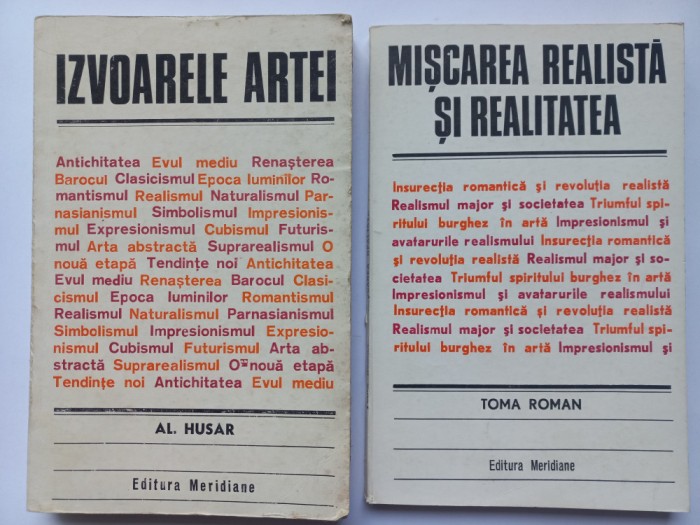 IZVOARELE ARTEI
Antichitatea Evul mediu Renașterea
Barocul Clasicismul Epoca luminilor Ro-
mantismul Realismul Naturalismul Par-
nasianismul Simbolismul Impresionis-
mul Expresionismul Cubismul Futuris-
mul Arta abstractă Suprarealismul O
nouă etapă Tendințe noi Antichitatea
Evul mediu Renașterea Barocul Clasi-
cismul Epoca luminilor Romantismul
Realismul Naturalismul Parnasianismul
Simbolismul Impresionismul Expresio-
nismul Cubismul Futurismul Arta ab-
stractă Suprarealismul O nouă etapă
Tendințe noi Antichitatea Evul mediu
AL. HUSAR
Editura Meridiane
MIȘCAREA REALISTĂ
ȘI REALITATEA
Insurecția romantică și revoluția realistă
Realismul major și societatea Triumful spi-
ritului burghez în artă Impresionismul și
avatarurile realismului Insurecția romantică
și revoluția realistă Realismul major și so-
cietatea Triumful spiritului burghez în artă
Impresionismul și avatarurile realismului
Insurecția romantică și revoluția realistă
Realismul major și societatea Triumful spi-
ritului burghez în artă Impresionismul și
TOMA ROMAN
Editura Meridiane